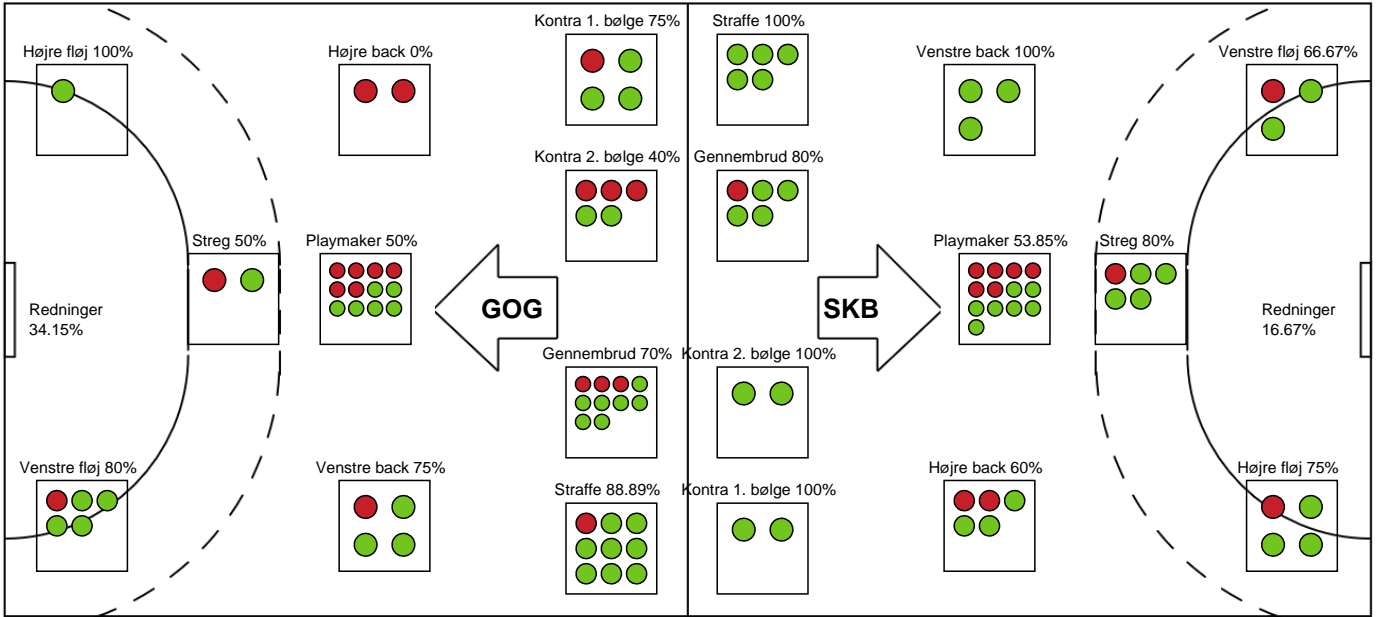 Kontra 1. bølge 75%
Straffe 100%
Højre fløj 100%
Højre back 0%
Venstre back 100%
Venstre fløj 66.67%
Kontra 2. bølge 40%
Gennembrud 80%
Streg 50%
Playmaker 50%
Playmaker 53.85%
Streg 80%
Redninger
34.15%
GOG
SKB
Redninger
16.67%
Gennembrud 70%
Kontra 2. bølge 100%
Venstre fløj 80%
Venstre back 75%
Højre back 60%
Højre fløj 75%
Straffe 88.89%
Kontra 1. bølge 100%